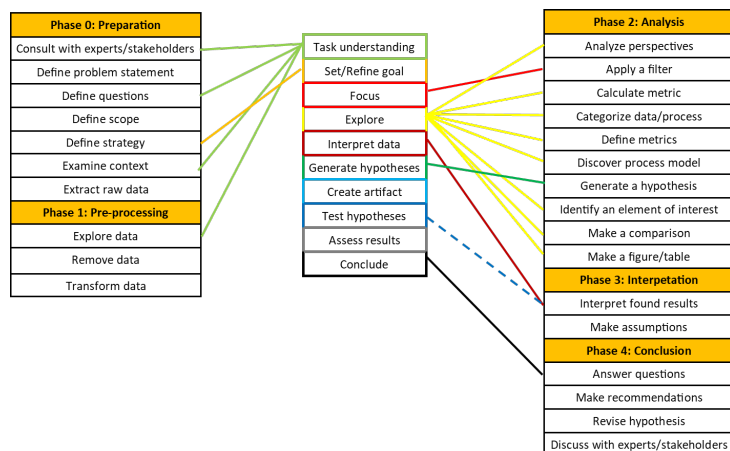 Phase 0: Preparation
Consult with experts/stakeholders
Define problem statement
Define questions
Define scope
Define strategy
Examine context
Extract raw data
Phase 1: Pre-processing
Explore data
Remove data
Transform data
Task understanding
Set/Refine goal
Focus
Explore
Interpret data
Generate hypotheses
Create artifact
Test hypotheses
Assess results
Conclude
Phase 2: Analysis
Analyze perspectives
Apply a filter
Calculate metric
Categorize data/process
Define metrics
Discover process model
Generate a hypothesis
Identify an element of interest
Make a comparison
Make a figure/table
Phase 3: Interpetation
Interpret found results
Make assumptions
Phase 4: Conclusion
Answer questions
Make recommendations
Revise hypothesis
Discuss with experts/stakeholders